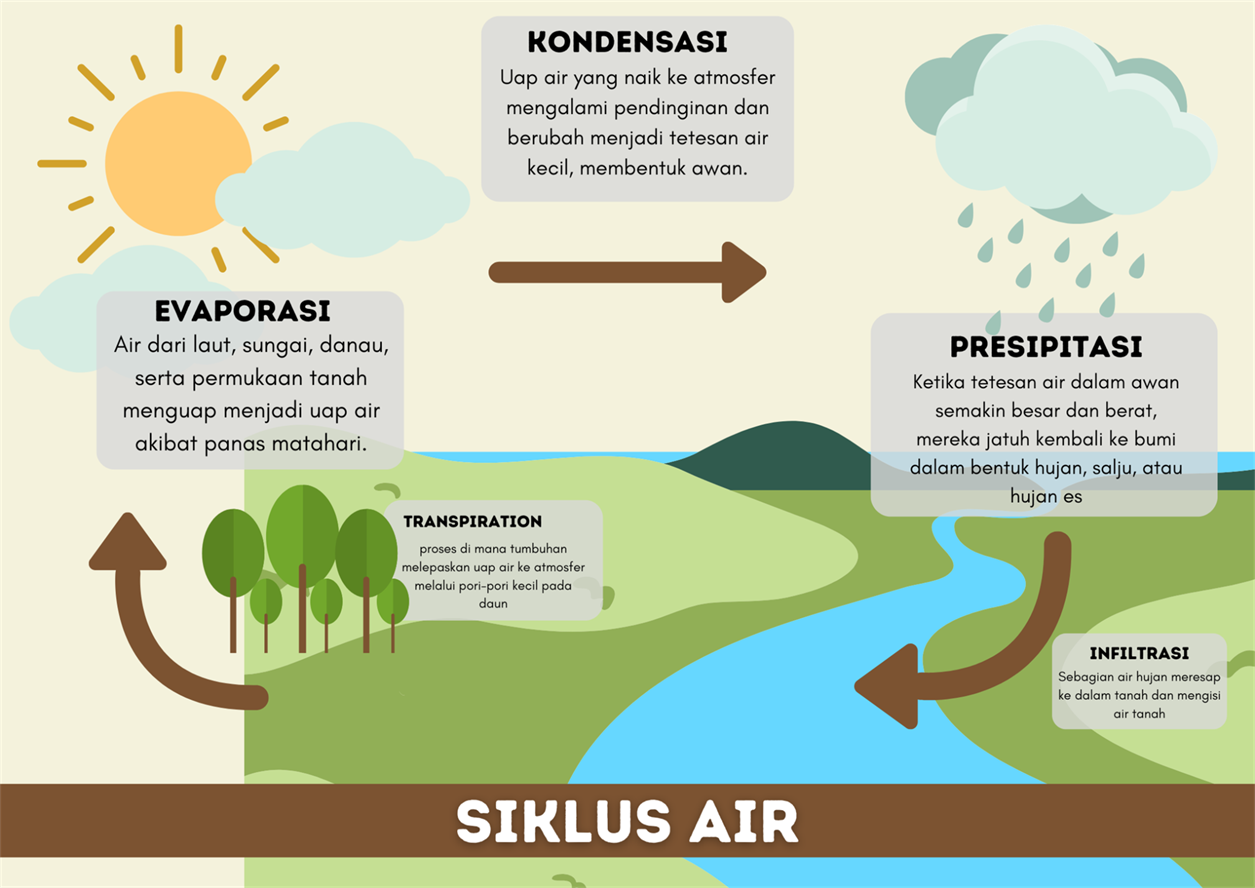 KONDENSASI
Uap air yang naik ke atmosfer
mengalami pendinginan dan
berubah menjadi tetesan air
kecil, membentuk awan.
EVAPORASI
Air dari laut, sungai, danau,
serta permukaan tanah
menguap menjadi uap air
akibat panas matahari.
PRESIPITASI
Ketika tetesan air dalam awan
semakin besar dan berat,
mereka jatuh kembali ke bumi
dalam bentuk hujan, salju, atau
hujan es
TRANSPIRATION
proses di mana tumbuhan
melepaskan uap air ke atmosfer
melalui pori-pori kecil pada
daun
INFILTRASI
Sebagian air hujan meresap
ke dalam tanah dan mengisi
air tanah
SIKLUS AIR